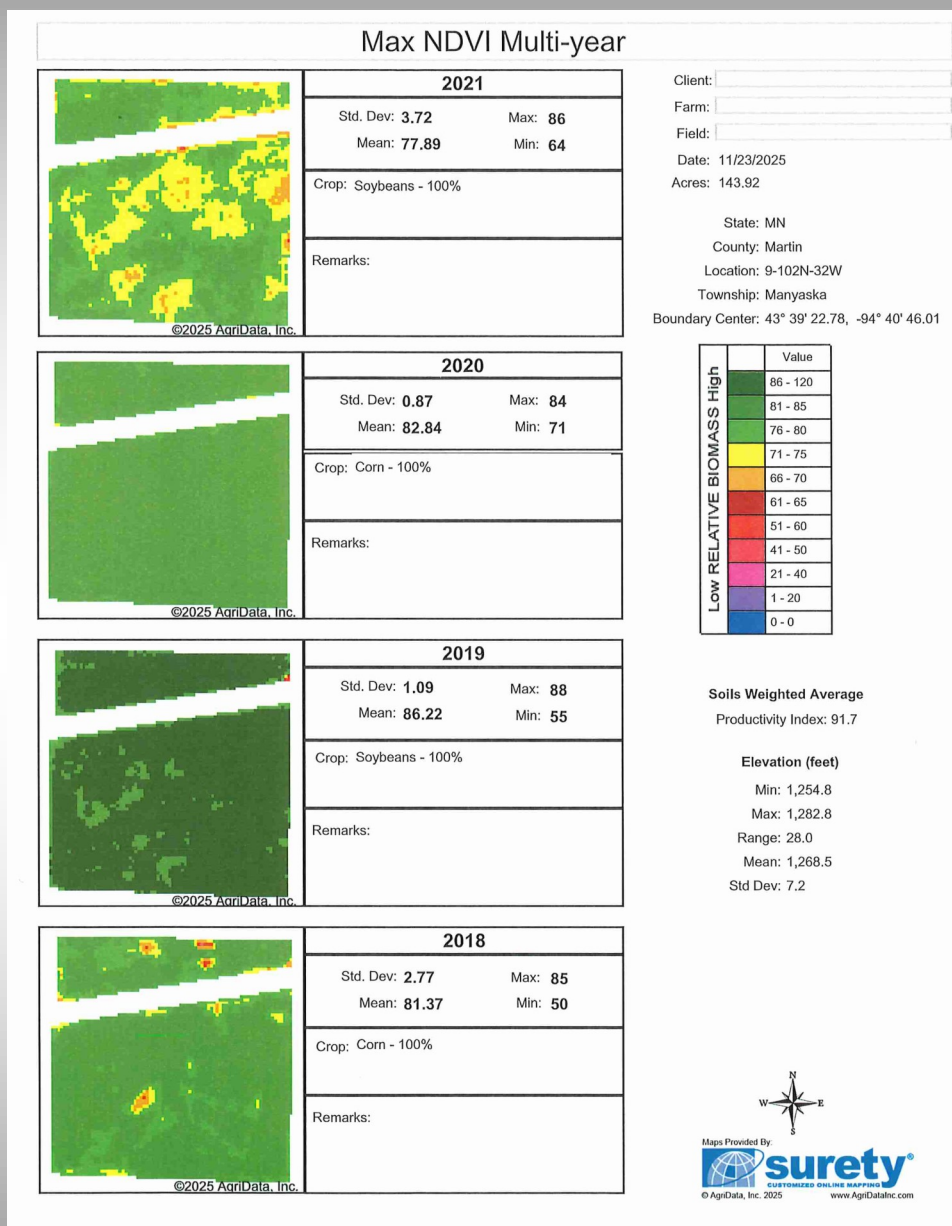 Max NDVI Multi-year
2021
Std. Dev: 3.72 Max: 86
Mean: 77.89 Min: 64
Crop: Soybeans - 100%
Remarks:
©2025 AgriData, Inc.
2020
Std. Dev: 0.87 Max: 84
Mean: 82.84 Min: 71
Crop: Corn - 100%
Remarks:
©2025 AgriData, Inc.
2019
Std. Dev: 1.09 Max: 88
Mean: 86.22 Min: 55
Crop: Soybeans - 100%
Remarks:
©2025 AgriData, Inc.
2018
Std. Dev: 2.77 Max: 85
Mean: 81.37 Min: 50
Crop: Corn - 100%
Remarks:
©2025 AgriData, Inc.
Client:
Farm:
Field:
Date: 11/23/2025
Acres: 143.92
State: MN
County: Martin
Location: 9-102N-32W
Township: Manyaska
Boundary Center: 43° 39' 22.78, -94° 40' 46.01
Low RELATIVE BIOMASS High
Value
86 - 120
81 - 85
76 - 80
71 - 75
66 - 70
61 - 65
51 - 60
41 - 50
21 - 40
1 - 20
0 - 0
Soils Weighted Average
Productivity Index: 91.7
Elevation (feet)
Min: 1,254.8
Max: 1,282.8
Range: 28.0
Mean: 1,268.5
Std Dev: 7.2
N
W E
S
Maps Provided By:
surety®
CUSTOMIZED ONLINE MAPPING
© AgriData, Inc. 2025 www.AgriDataInc.com